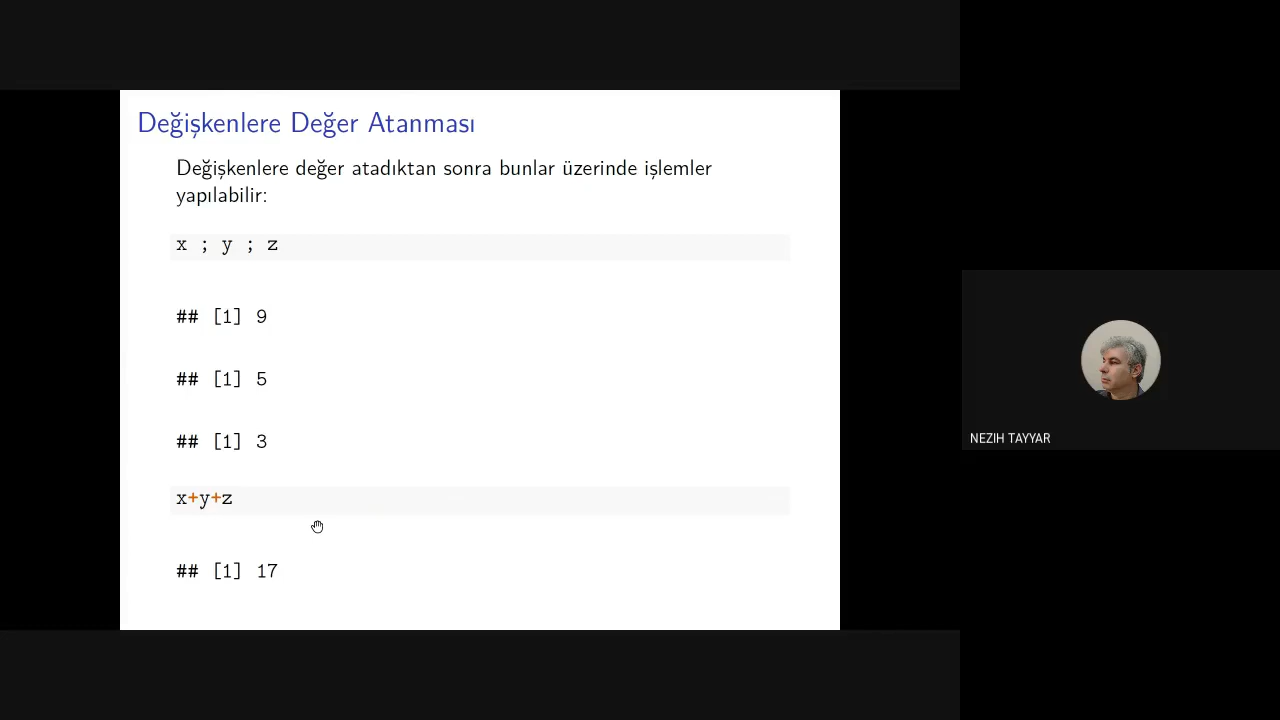 Değişkenlere Değer Atanması
Değişkenlere değer atadıktan sonra bunlar üzerinde işlemler
yapılabilir:
x ; y ; z
## [1] 9
## [1] 5
## [1] 3
x+y+z
## [1] 17
NEZIH TAYYAR